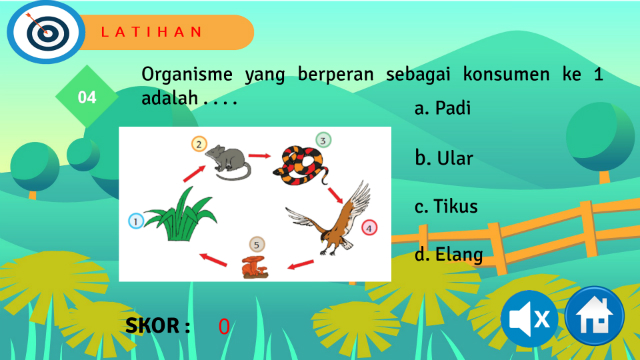 LATIHAN
04
Organisme yang berperan sebagai konsumen ke 1
adalah . . . .
a. Padi
b. Ular
c. Tikus
d. Elang
2
3
1
4
5
SKOR : 0
X